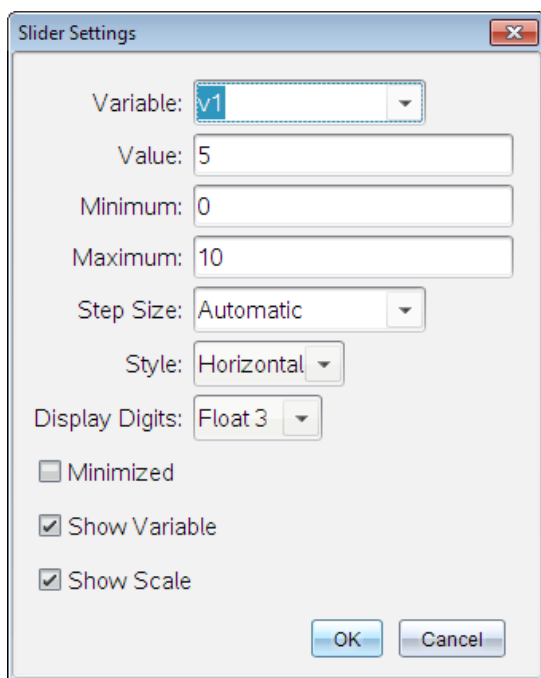 Slider Settings
Variable: v1
Value: 5
Minimum: 0
Maximum: 10
Step Size: Automatic
Style: Horizontal
Display Digits: Float 3
Minimized
Show Variable
Show Scale
OK Cancel